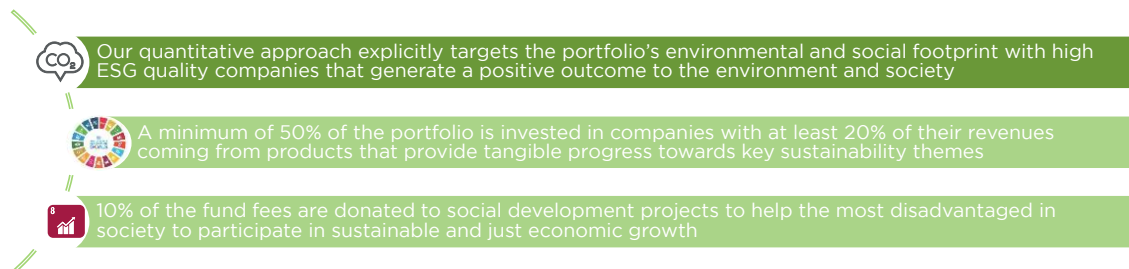 CO₂
Our quantitative approach explicitly targets the portfolio's environmental and social footprint with high
ESG quality companies that generate a positive outcome to the environment and society
A minimum of 50% of the portfolio is invested in companies with at least 20% of their revenues
coming from products that provide tangible progress towards key sustainability themes
8
10% of the fund fees are donated to social development projects to help the most disadvantaged in
society to participate in sustainable and just economic growth